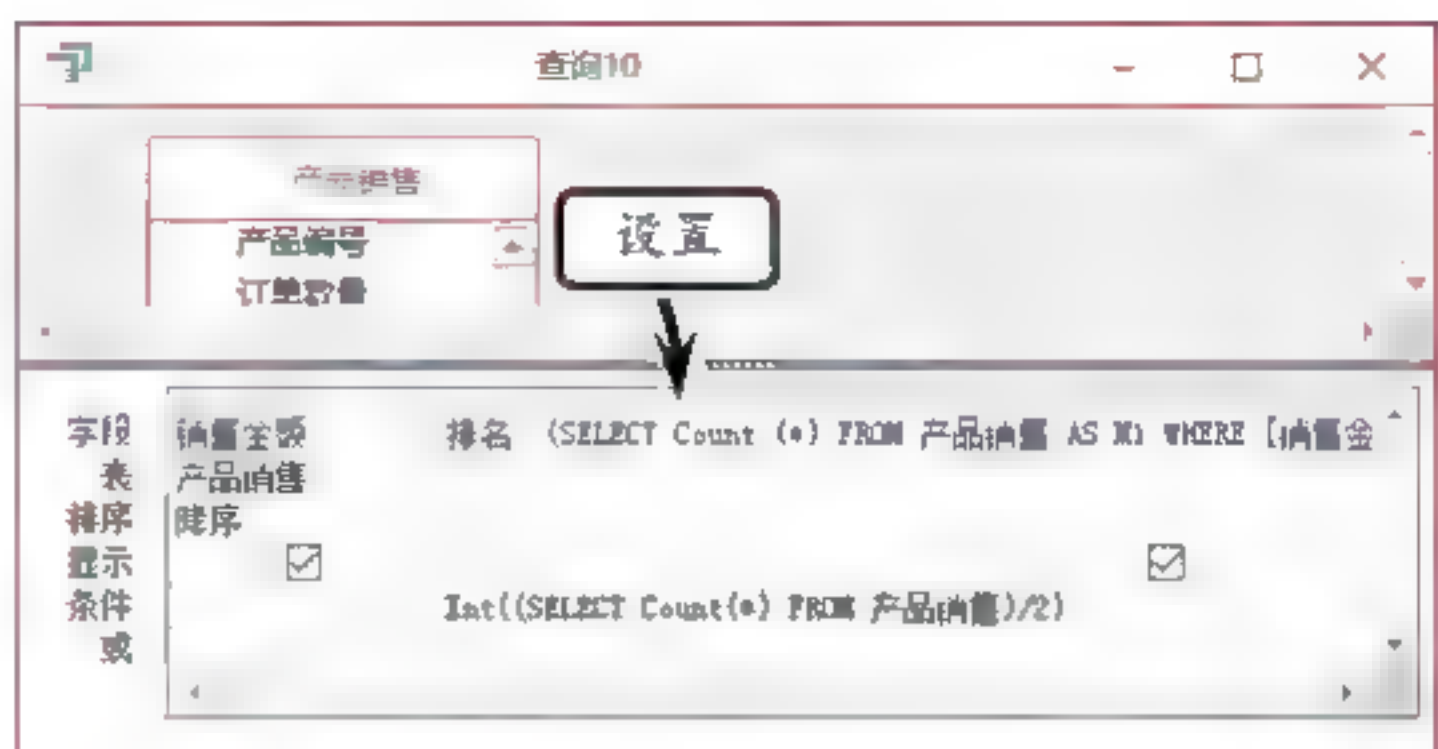 查询10
产品销售
产品编号
订单数量
设置
字段 销售金额 排名 (SELECT Count (*) FROM 产品销售 AS M1 WHERE [销售金
表 产品销售
排序 降序
显示
条件 Int((SELECT Count(*) FROM 产品销售)/2)
或